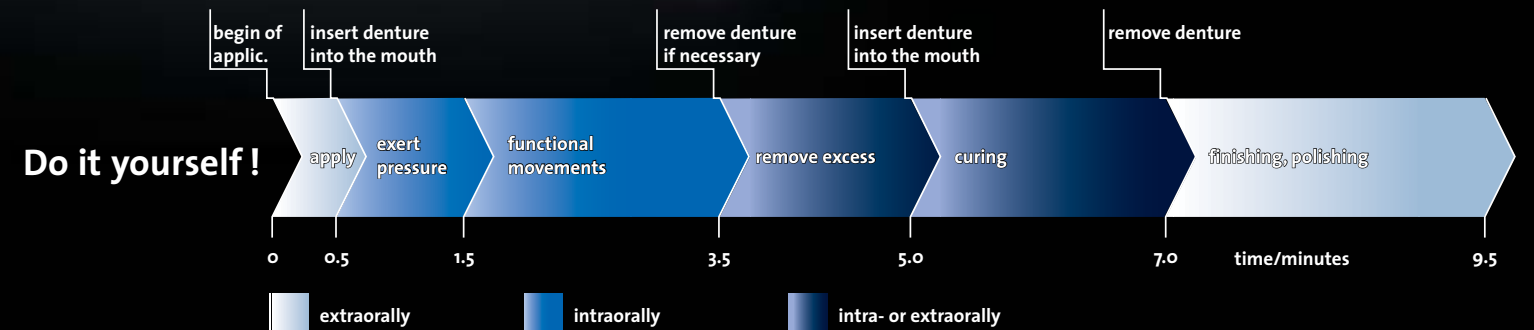 begin of
applic.
insert denture
into the mouth
remove denture
if necessary
insert denture
into the mouth
remove denture
Do it yourself !
apply
exert
pressure
functional
movements
remove excess
curing
finishing, polishing
0 0.5 1.5 3.5 5.0 7.0 time/minutes 9.5
extraorally intraorally intra- or extraorally